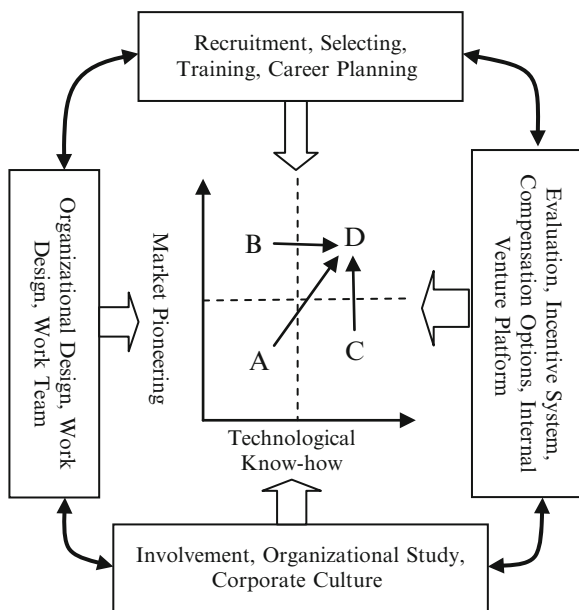 Recruitment, Selecting,
Training, Career Planning
Organizational Design, Work
Design, Work Team
Market Pioneering
B
D
A
C
Technological
Know-how
Evaluation, Incentive System,
Compensation Options, Internal
Venture Platform
Involvement, Organizational Study,
Corporate Culture